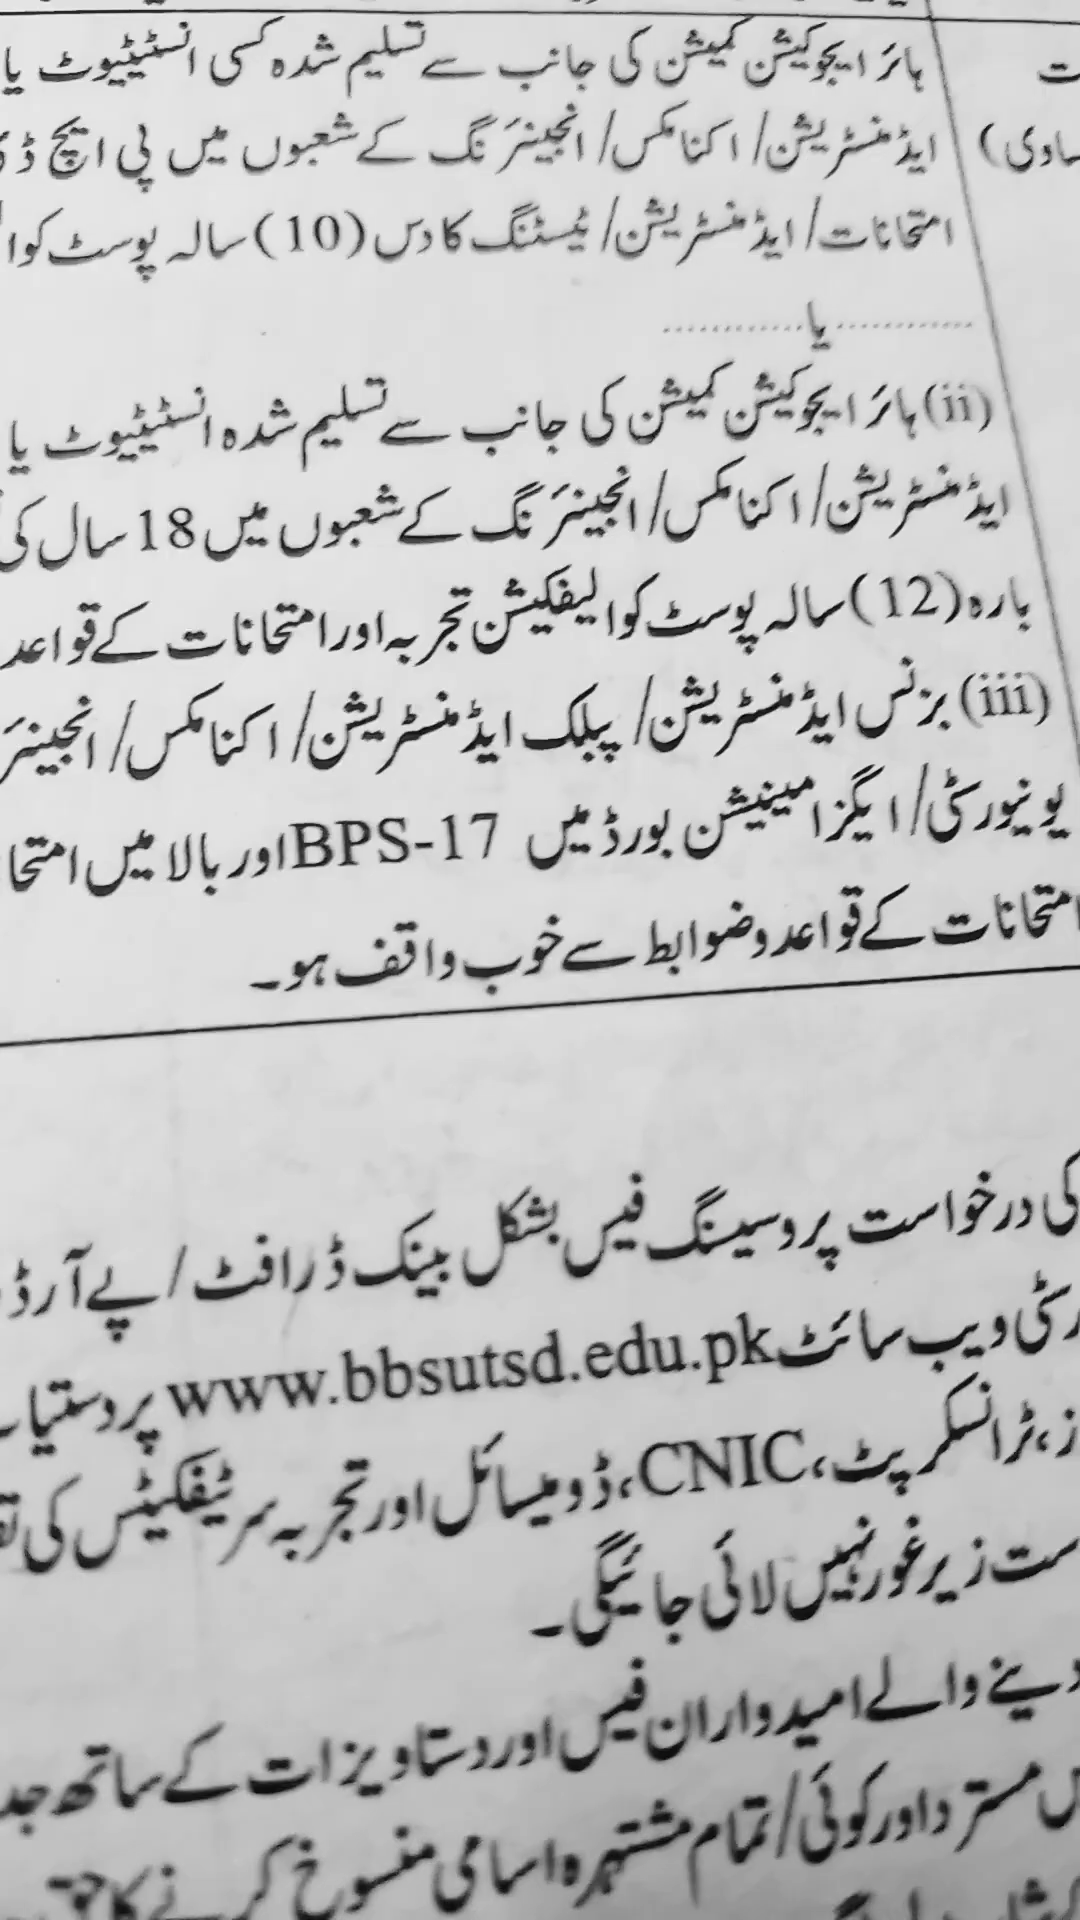 ہائر ایجوکیشن کمیشن کی جانب سے تسلیم شدہ کسی انسٹیٹیوٹ یا
ایڈمنسٹریشن/اکنامکس/انجینئرنگ کے شعبوں میں پی ایچ ڈی
امتحانات/ایڈمنسٹریشن/ٹیسٹنگ کا دس (10) سالہ پوسٹ کوا
............یا............
(ii) ہائر ایجوکیشن کمیشن کی جانب سے تسلیم شدہ انسٹیٹیوٹ یا
ایڈمنسٹریشن/اکنامکس/انجینئرنگ کے شعبوں میں 18 سال کی
بارہ (12) سالہ پوسٹ کوالیفکیشن تجربہ اور امتحانات کے قواعد
(iii) بزنس ایڈمنسٹریشن/پبلک ایڈمنسٹریشن/اکنامکس/انجینئر
یونیورسٹی/ایگزامینیشن بورڈ میں BPS-17 اور بالا میں امتحا
امتحانات کے قواعد و ضوابط سے خوب واقف ہو۔
کی درخواست پروسیسنگ فیس بشکل بینک ڈرافٹ/پے آرڈ
رسٹی ویب سائٹ www.bbsutsd.edu.pk پر دستیا
ز، ٹرانسکرپٹ، CNIC، ڈومیسائل اور تجربہ سرٹیفکیٹس کی
ست زیر غور نہیں لائی جائیگی۔
دینے والے امیدواران فیس اور دستاویزات کے ساتھ جد
مسترد اور کوئی/تمام مشتہرہ اسامی منسوخ کرنے کا حق